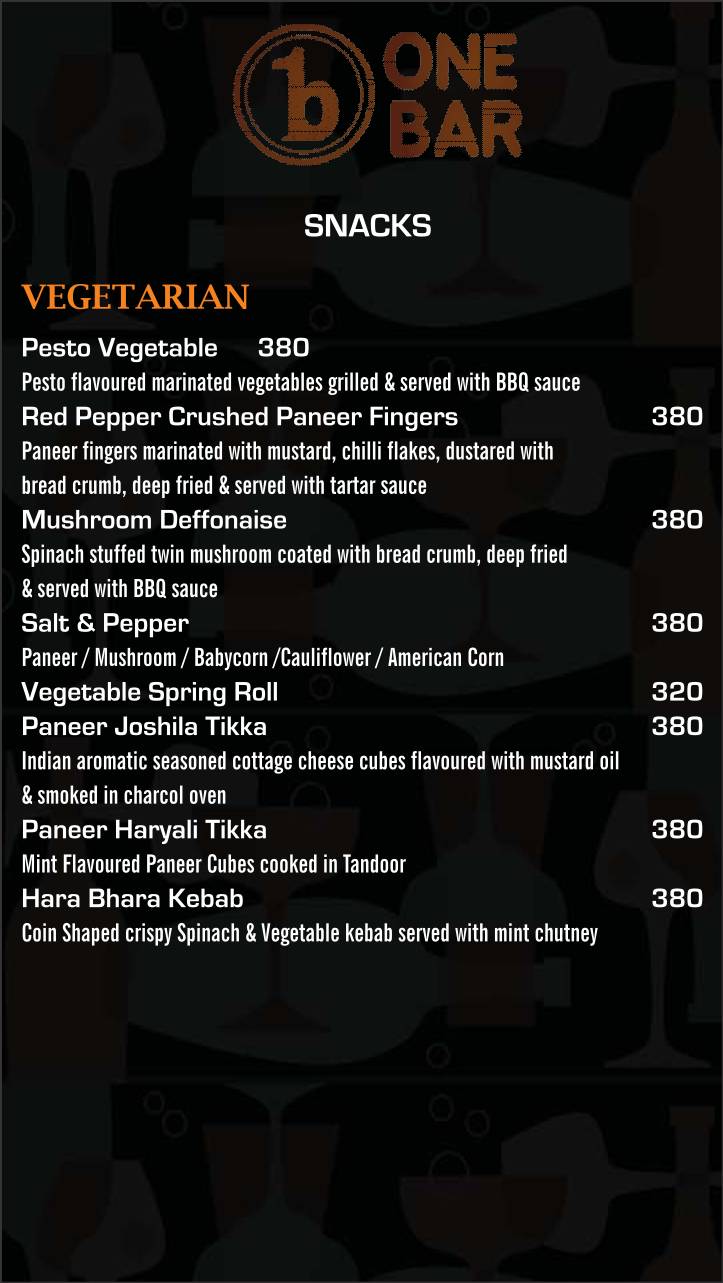 1b ONE
BAR
SNACKS
VEGETARIAN
Pesto Vegetable 380
Pesto flavoured marinated vegetables grilled & served with BBQ sauce
Red Pepper Crushed Paneer Fingers 380
Paneer fingers marinated with mustard, chilli flakes, dustared with
bread crumb, deep fried & served with tartar sauce
Mushroom Deffonaise 380
Spinach stuffed twin mushroom coated with bread crumb, deep fried
& served with BBQ sauce
Salt & Pepper 380
Paneer / Mushroom / Babycorn /Cauliflower / American Corn
Vegetable Spring Roll 320
Paneer Joshila Tikka 380
Indian aromatic seasoned cottage cheese cubes flavoured with mustard oil
& smoked in charcol oven
Paneer Haryali Tikka 380
Mint Flavoured Paneer Cubes cooked in Tandoor
Hara Bhara Kebab 380
Coin Shaped crispy Spinach & Vegetable kebab served with mint chutney